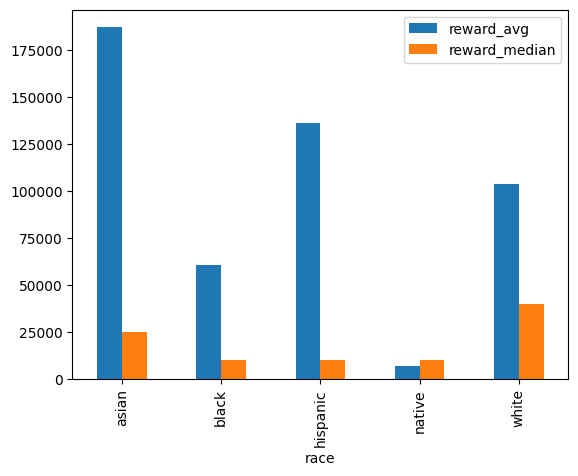 reward_avg
reward_median
175000
150000
125000
100000
75000
50000
25000
0
asian
black
hispanic
native
white
race